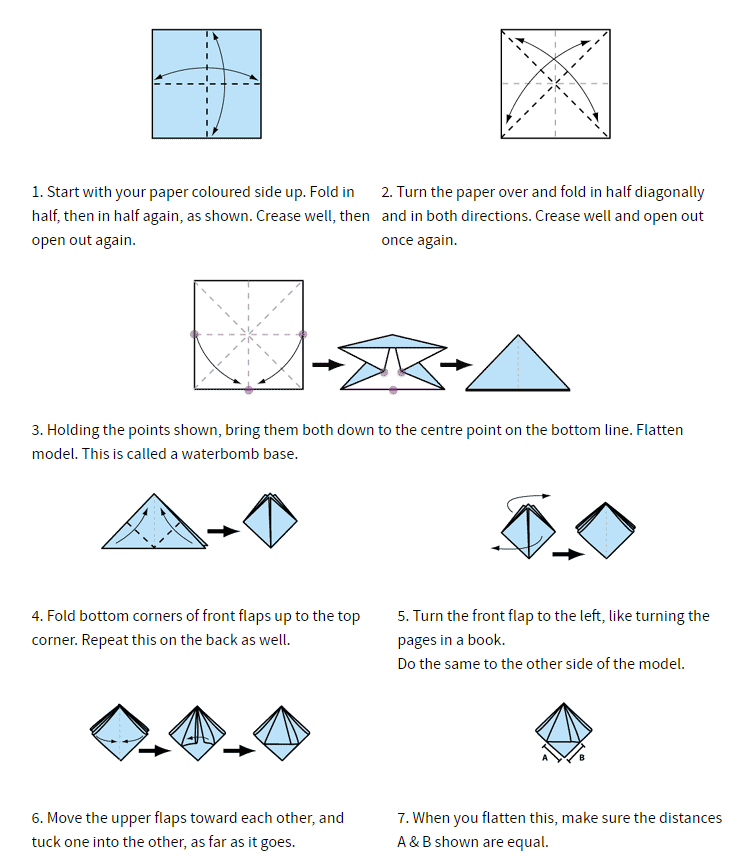 1. Start with your paper coloured side up. Fold in
half, then in half again, as shown. Crease well, then
open out again.
2. Turn the paper over and fold in half diagonally
and in both directions. Crease well and open out
once again.
3. Holding the points shown, bring them both down to the centre point on the bottom line. Flatten
model. This is called a waterbomb base.
4. Fold bottom corners of front flaps up to the top
corner. Repeat this on the back as well.
5. Turn the front flap to the left, like turning the
pages in a book.
Do the same to the other side of the model.
A B
6. Move the upper flaps toward each other, and
tuck one into the other, as far as it goes.
7. When you flatten this, make sure the distances
A & B shown are equal.